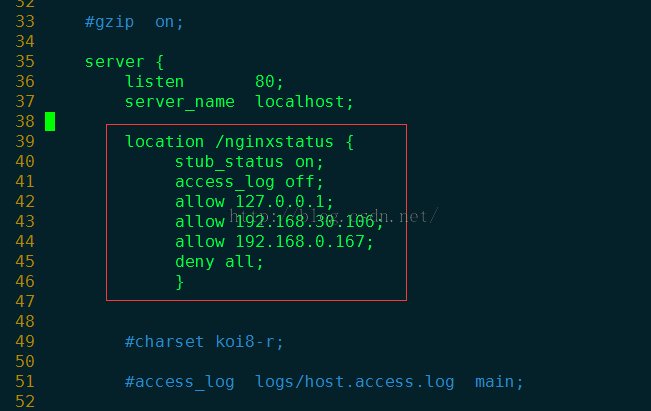 32
33 #gzip on;
34
35 server {
36 listen 80;
37 server_name localhost;
38
39 location /nginxstatus {
40 stub_status on;
41 access_log off;
42 allow 127.0.0.1;
43 allow 192.168.30.106;
44 allow 192.168.0.167;
45 deny all;
46 }
47
48
49 #charset koi8-r;
50
51 #access_log logs/host.access.log main;
52
http://blog.csdn.net/